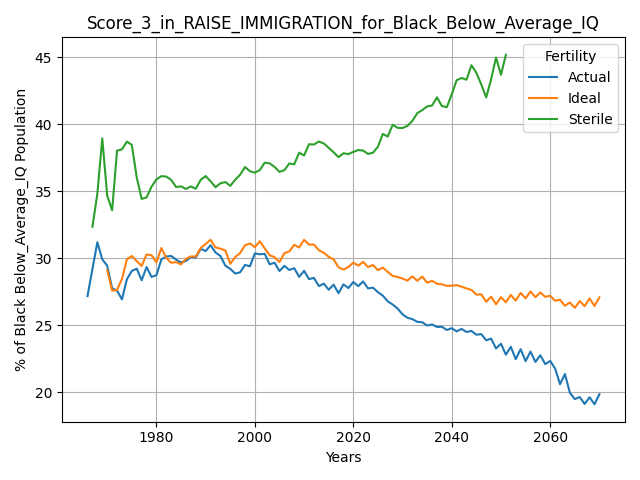 Score_3_in_RAISE_IMMIGRATION_for_Black_Below_Average_IQ
% of Black Below_Average_IQ Population
45
40
35
30
25
20
Fertility
Actual
Ideal
Sterile
1980
2000
2020
2040
2060
Years